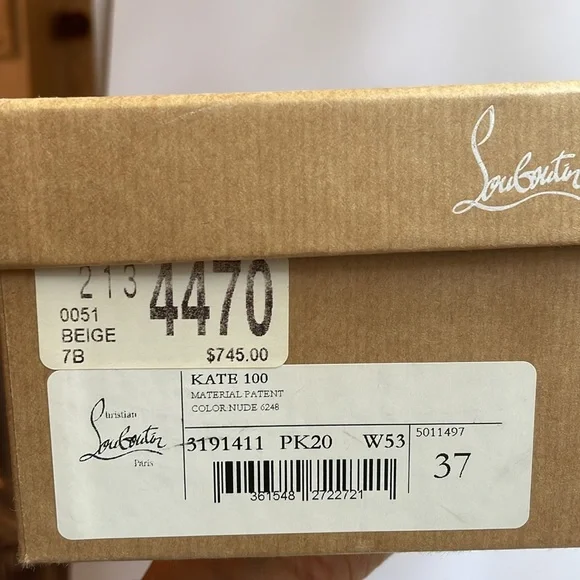 Louboutin
213 4470
0051
BEIGE
7B $745.00
KATE 100
MATERIAL PATENT
COLOR NUDE 6248
Christian
Louboutin
Paris
3191411 PK20 W53
5011497
37
361548 2722721